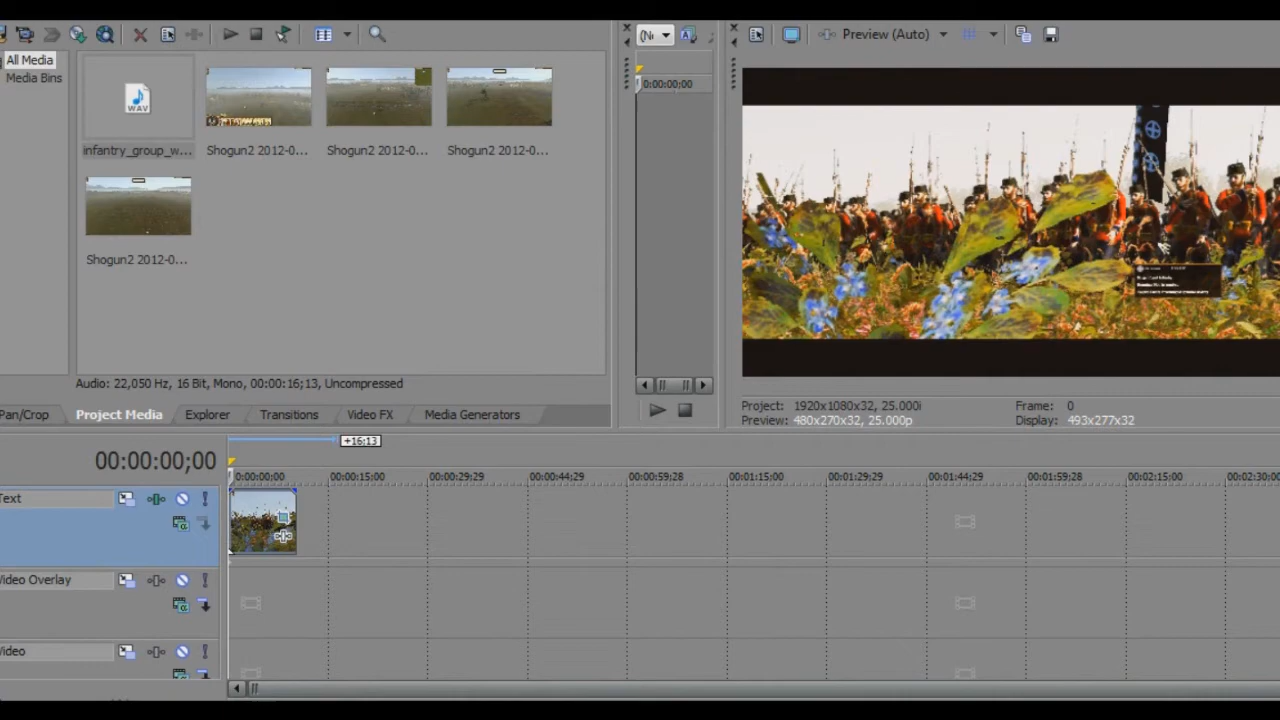 (N
Preview (Auto)
All Media
Media Bins
0:00:00;00
infantry_group_w...
Shogun2 2012-0...
Shogun2 2012-0...
Shogun2 2012-0...
WAV
Shogun2 2012-0...
Audio: 22,050 Hz, 16 Bit, Mono, 00:00:16;13, Uncompressed
Pan/Crop
Project Media
Explorer
Transitions
Video FX
Media Generators
Project: 1920x1080x32, 25.000i
Frame: 0
Preview: 480x270x32, 25.000p
Display: 493x277x32
+16:13
00:00:00;00
0:00:00;00
00:00:15;00
00:00:29;29
00:00:44;29
00:00:59;28
00:01:15;00
00:01:29;29
00:01:44;29
00:01:59;28
00:02:15;00
00:02:30:00
Text
Video Overlay
Video